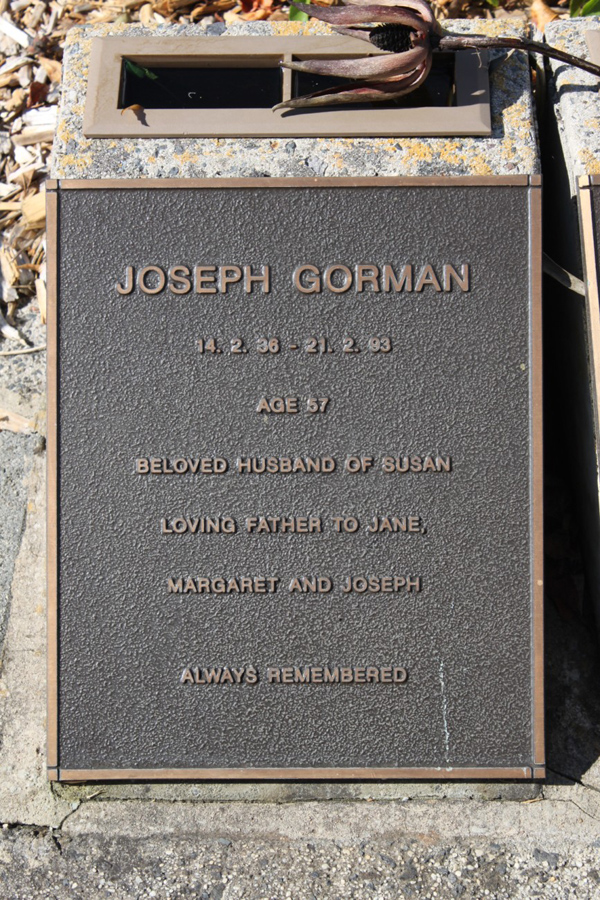 JOSEPH GORMAN
14. 2. 36 - 21. 2. 93
AGE 57
BELOVED HUSBAND OF SUSAN
LOVING FATHER TO JANE,
MARGARET AND JOSEPH
ALWAYS REMEMBERED